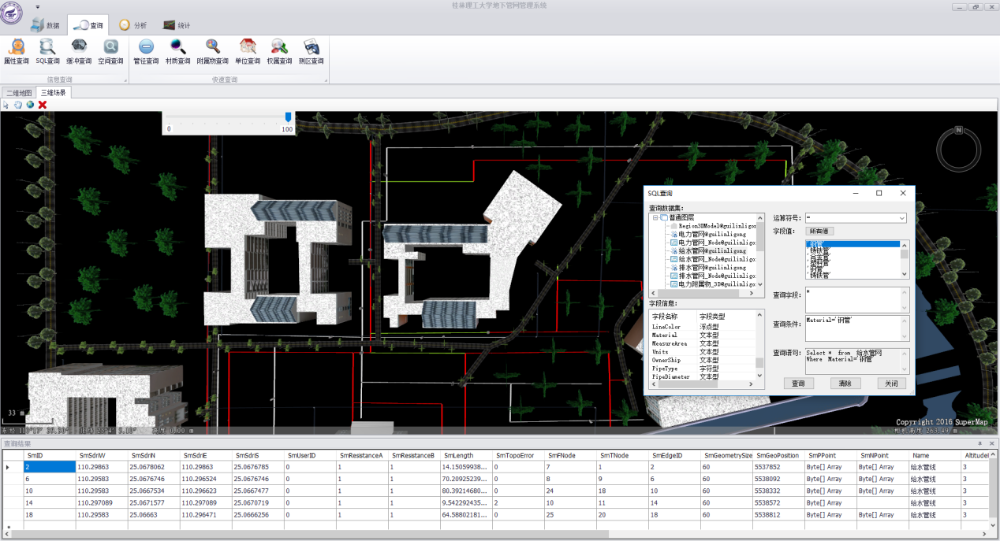 桂林理工大学地下管网管理系统
数据 查询 分析 统计
属性查询 SQL查询 缓冲查询 空间查询 管径查询 材质查询 附属物查询 单位查询 权属查询 测区查询
信息查询 快速查询
二维地图 三维场景
0 100
N
SQL查询
查询数据集:
普通图层
Region3DModel@guilinligon
电力管网@guilinligong
电力管网_Node@guilinligo
给水管网@guilinligong
给水管网_Node@guilinligo
排水管网@guilinligong
排水管网_Node@guilinligo
电力附属物_3D@guilinligo
字段信息:
字段名称 字段类型
LineColor 浮点型
Material 文本型
MeasureArea 文本型
Units 文本型
OwnerShip 文本型
PipeType 字符型
PipeDiameter 文本型
运算符号: =
字段值: 所有值
'钢管'
'铸铁管'
'塑料管'
'钢管'
'铸铁管'
查询字段: *
查询条件: Material='钢管'
查询语句: Select * from 给水管网
Where Material='钢管'
查询 清除 关闭
33 m
Copyright 2016 SuperMap
相机高度 263.49 m
查询结果
SmID SmSdriW SmSdriN SmSdriE SmSdriS SmUserID SmResistanceA SmResistanceB SmLength SmTopoError SmFNode SmTNode SmEdgeID SmGeometrySize SmGeoPosition SmPPoint SmNPoint Name Altitudel
2 110.29863 25.0678062 110.29863 25.0676785 0 1 1 14.15059938... 0 7 1 2 60 5537852 Byte[] Array Byte[] Array 给水管线 3
6 110.29583 25.0676746 110.296524 25.0676746 0 1 1 70.20925239... 0 8 9 6 60 5538092 Byte[] Array Byte[] Array 给水管线 3
10 110.29583 25.0667534 110.296623 25.0667477 0 1 1 80.39214680... 0 24 18 10 60 5538332 Byte[] Array Byte[] Array 给水管线 3
14 110.297089 25.0671577 110.297089 25.0670719 0 1 1 9.542292435... 2 10 11 14 60 5538572 Byte[] Array 给水管线 3
18 110.29583 25.06663 110.296471 25.0666256 0 1 1 64.58802181... 0 25 20 18 60 5538812 Byte[] Array Byte[] Array 给水管线 3